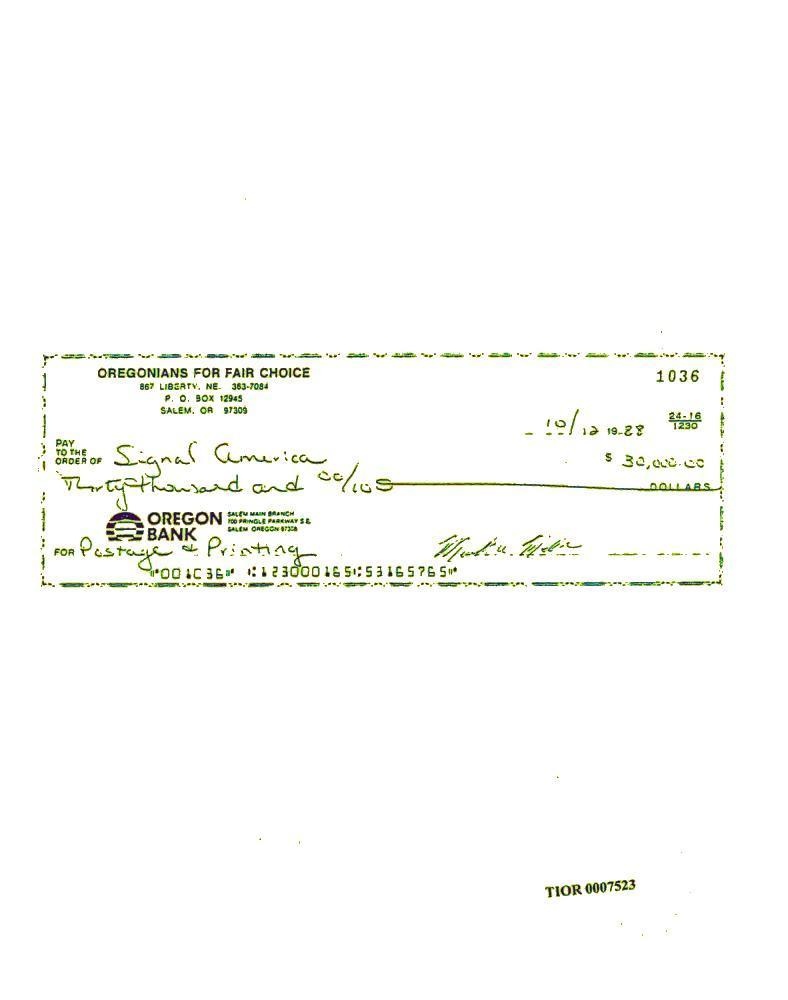 OREGONIANS FOR FAIR CHOICE
867 LIBERTY, NE. 363-7084
P. O. BOX 12945
SALEM, OR 97309
1036
24-16
1230
10/12 19 88
PAY
TO THE
ORDER OF Signal America
$ 30,000.00
Thirty thousand and 00/100
DOLLARS
OREGON
BANK
SALEM MAIN BRANCH
700 PRINGLE PARKWAY S.E.
SALEM OREGON 97308
FOR Postage & Printing
⑈001036⑈ ⑆123000165⑆53165765⑈
TIOR 0007523